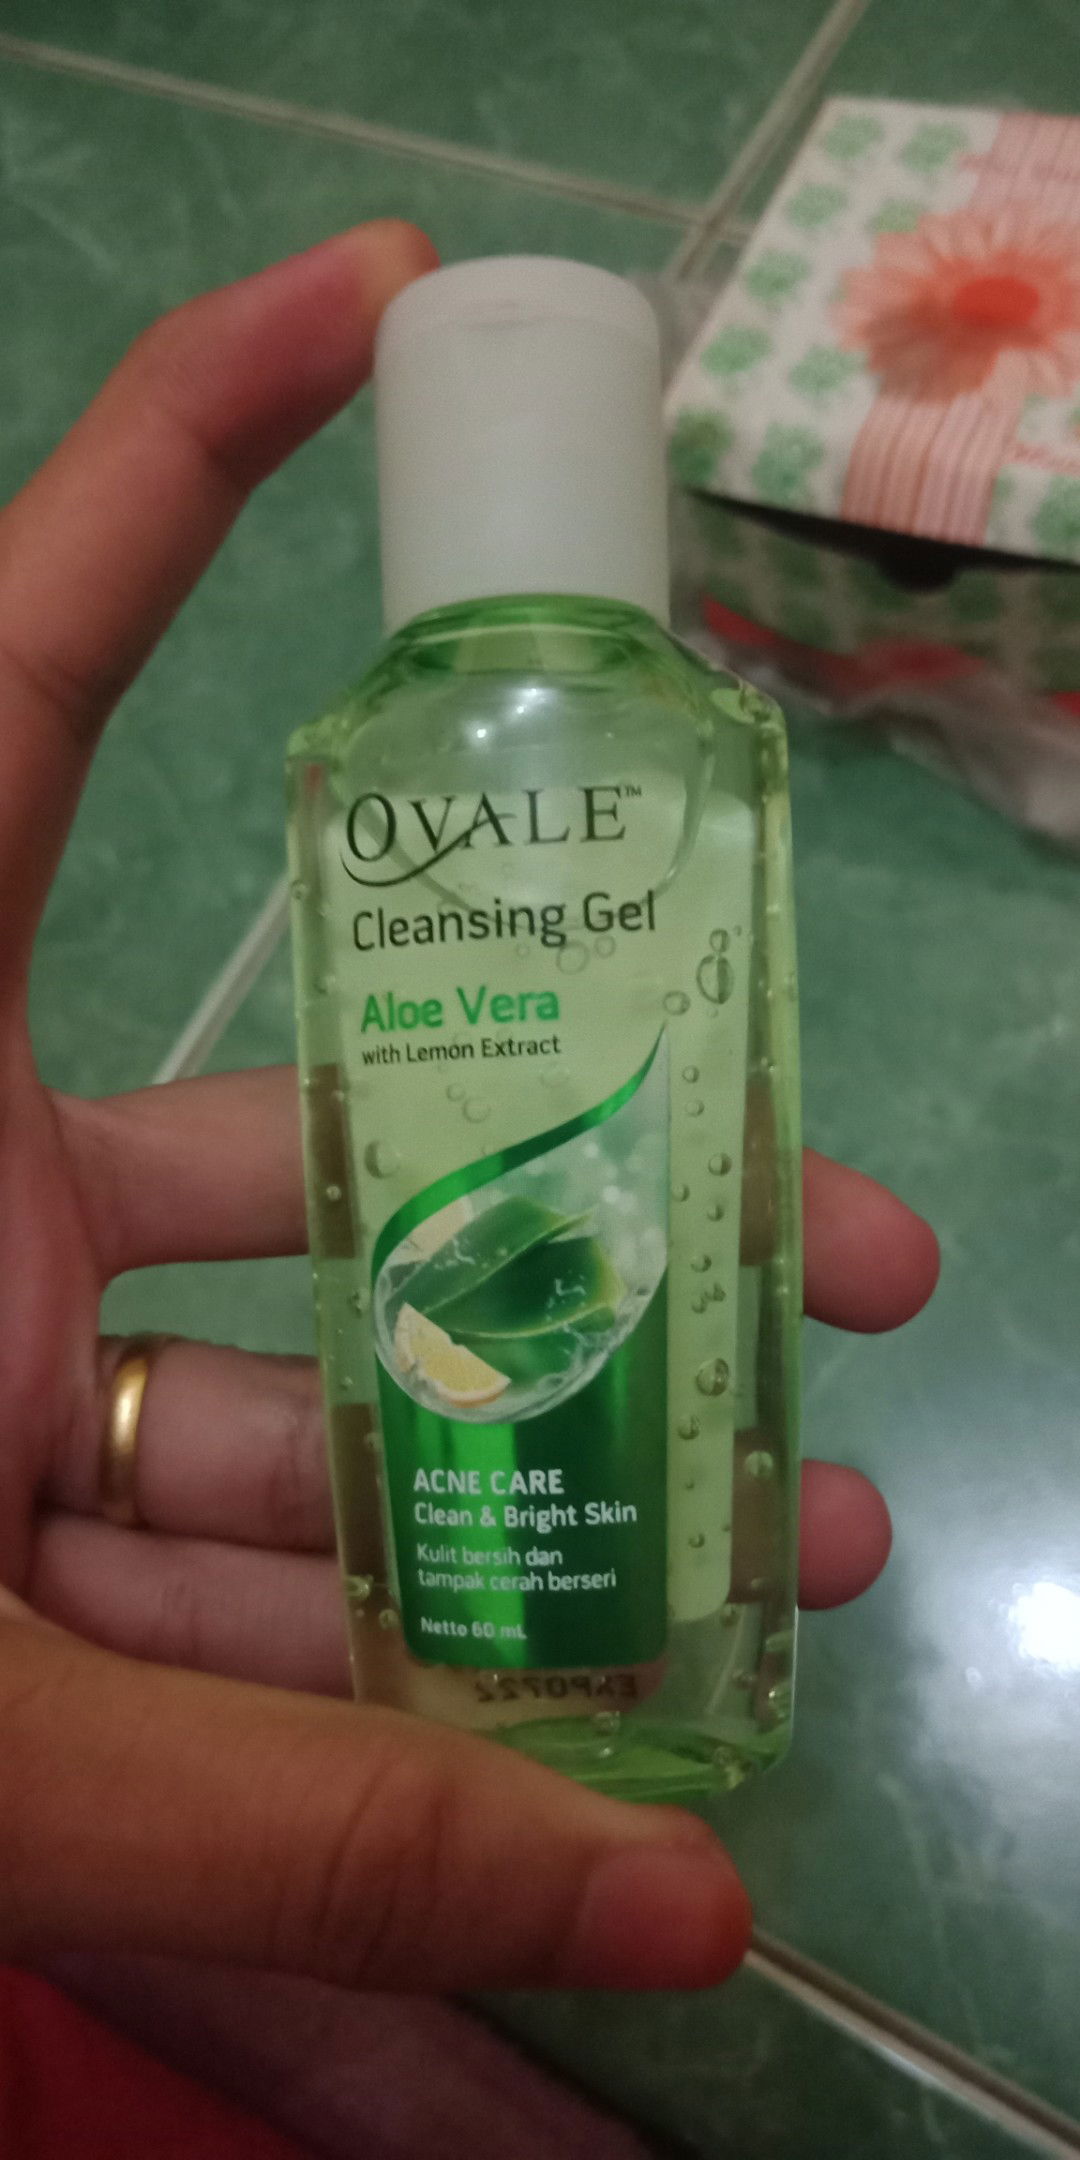 OVALE™
Cleansing Gel
Aloe Vera
with Lemon Extract
ACNE CARE
Clean & Bright Skin
Kulit bersih dan
tampak cerah berseri
Netto 60 mL
EXP0722